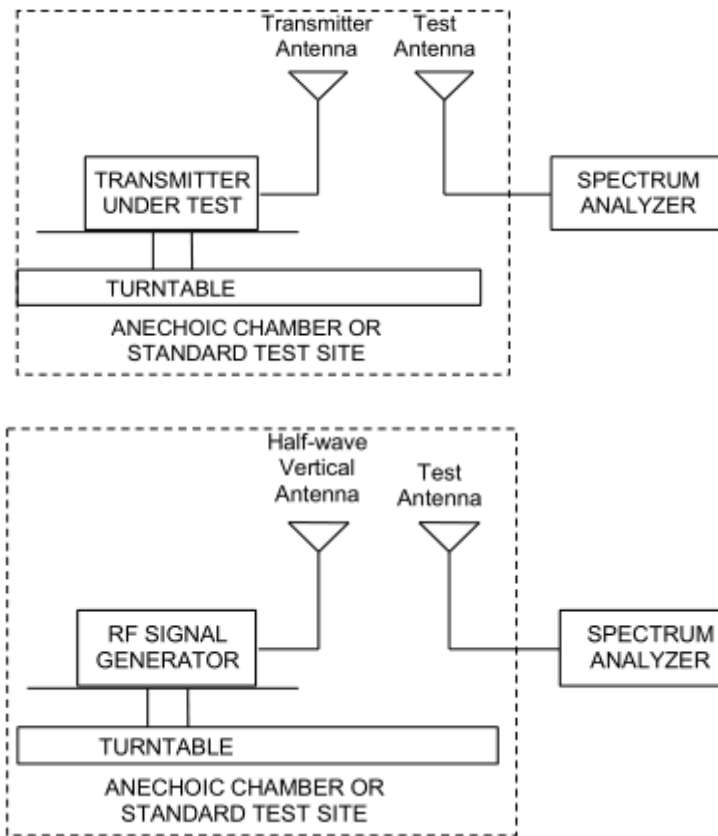 Transmitter
Antenna
Test
Antenna
TRANSMITTER
UNDER TEST
SPECTRUM
ANALYZER
TURNTABLE
ANECHOIC CHAMBER OR
STANDARD TEST SITE
Half-wave
Vertical
Antenna
Test
Antenna
RF SIGNAL
GENERATOR
SPECTRUM
ANALYZER
TURNTABLE
ANECHOIC CHAMBER OR
STANDARD TEST SITE